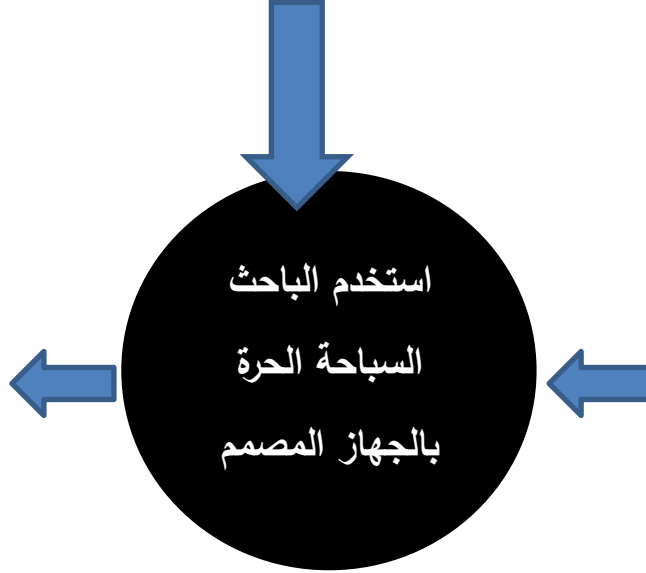 استخدم الباحث
السباحة الحرة
بالجهاز المصمم